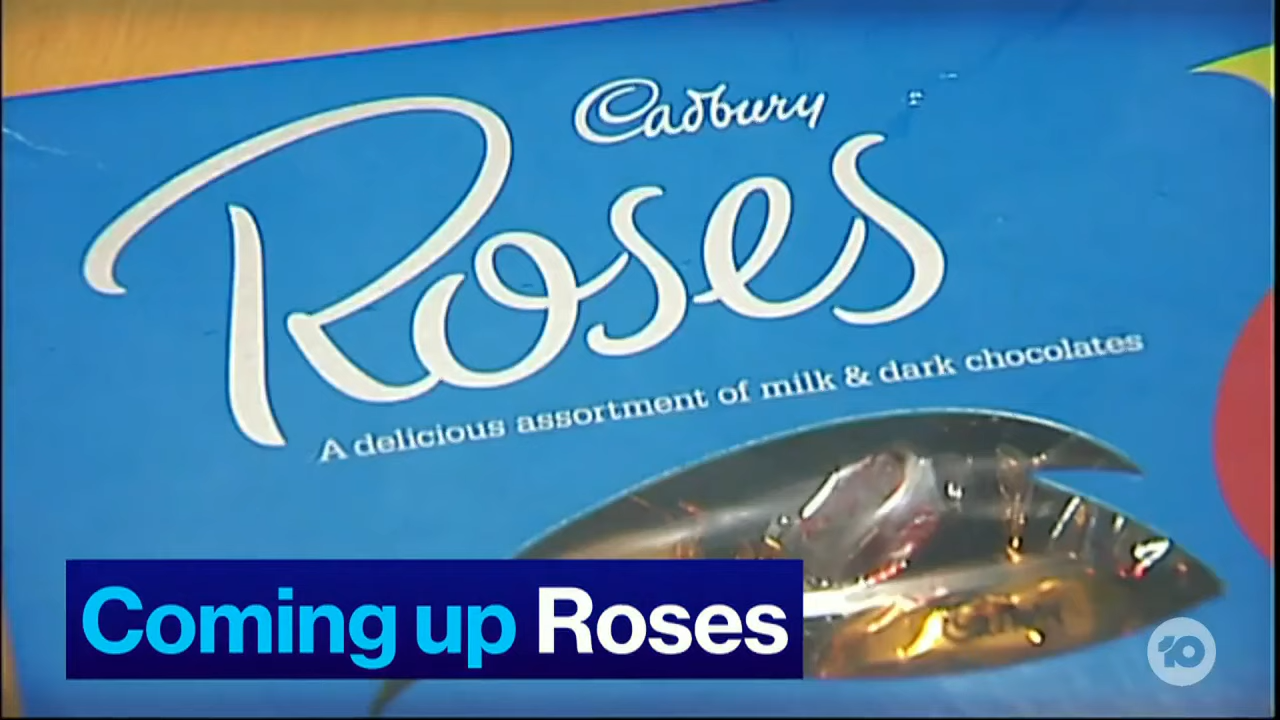 Cadbury
Roses
A delicious assortment of milk & dark chocolates
Coming up Roses
10